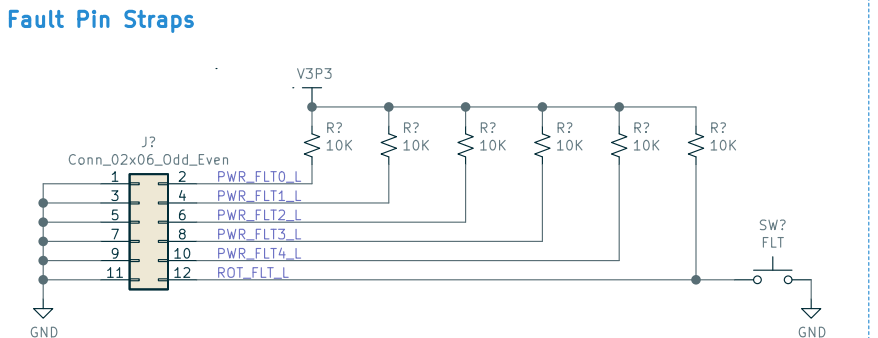 Fault Pin Straps
V3P3
R? R? R? R? R? R?
10K 10K 10K 10K 10K 10K
J?
Conn_02x06_Odd_Even
1 2 PWR_FLT0_L
3 4 PWR_FLT1_L
5 6 PWR_FLT2_L
7 8 PWR_FLT3_L
9 10 PWR_FLT4_L
11 12 ROT_FLT_L
SW?
FLT
GND GND